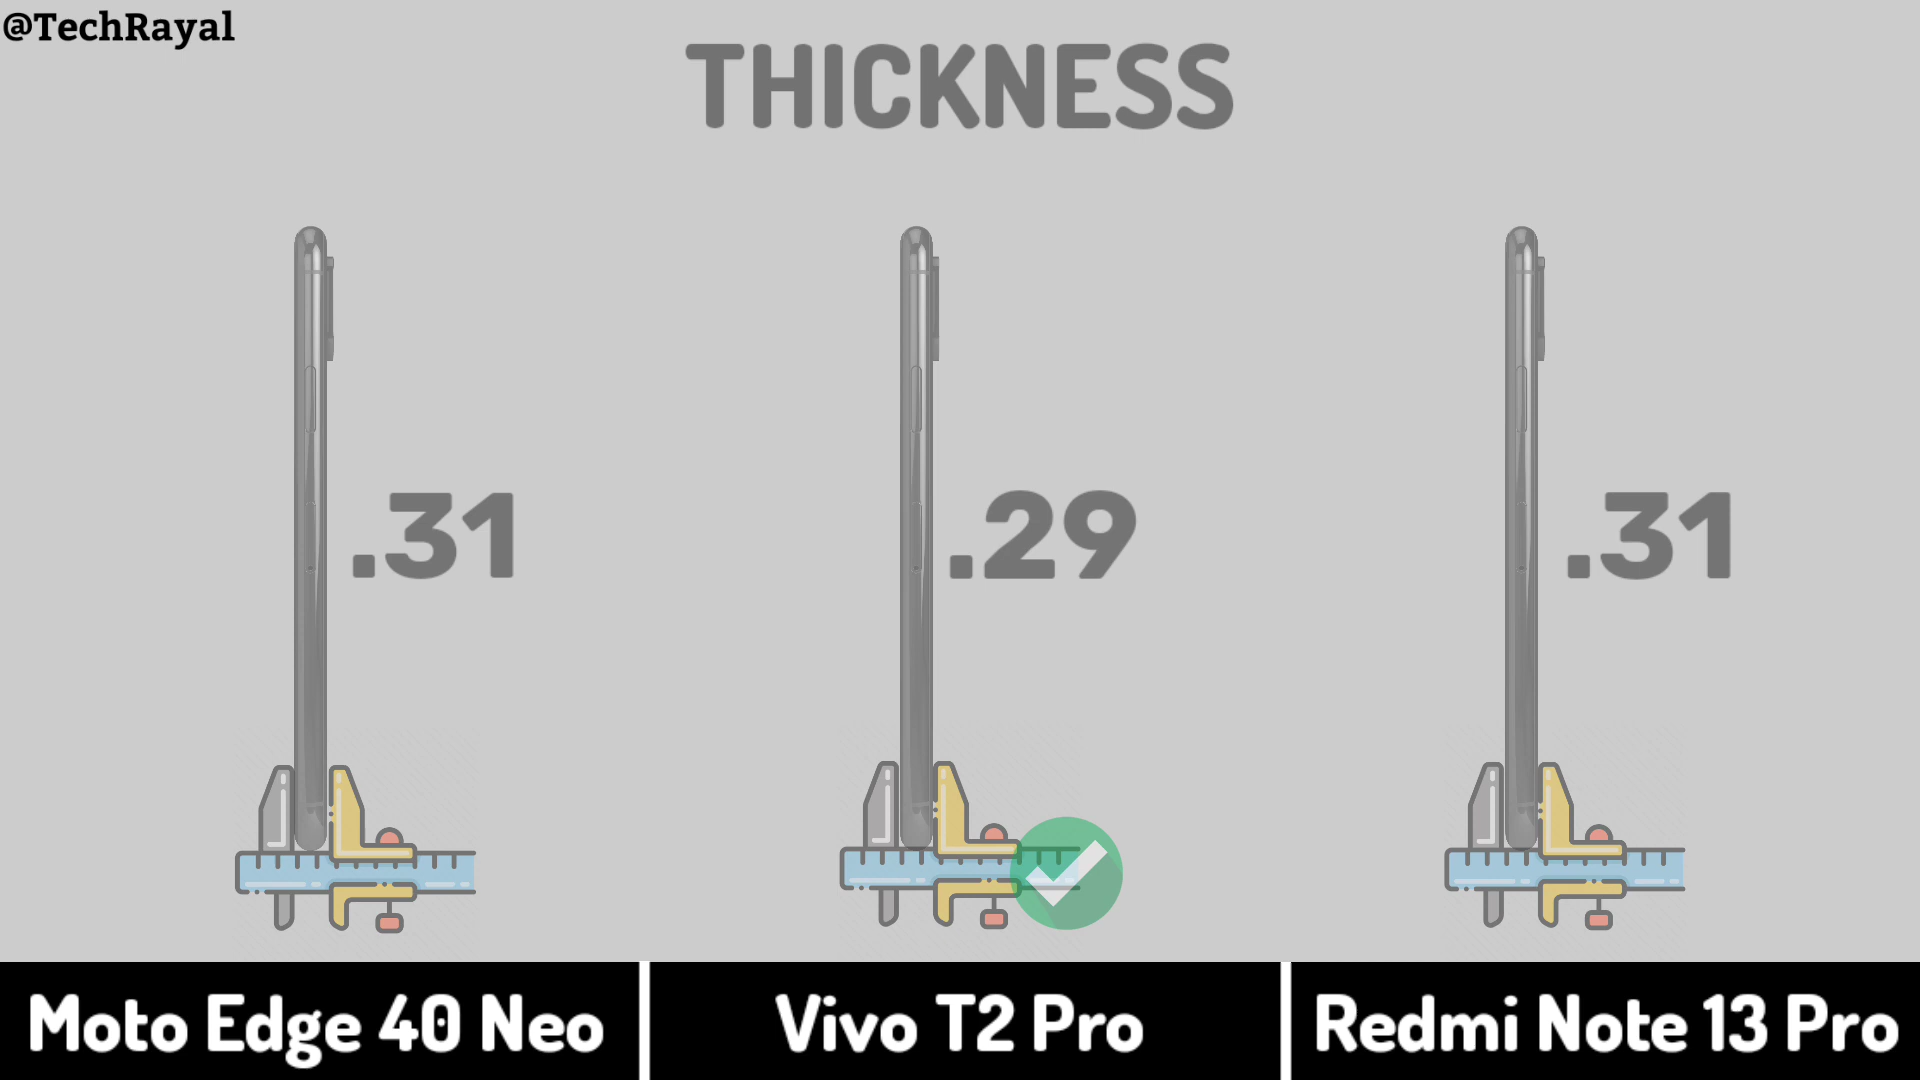 @TechRayal
THICKNESS
.31
.29
.31
Moto Edge 40 Neo
Vivo T2 Pro
Redmi Note 13 Pro